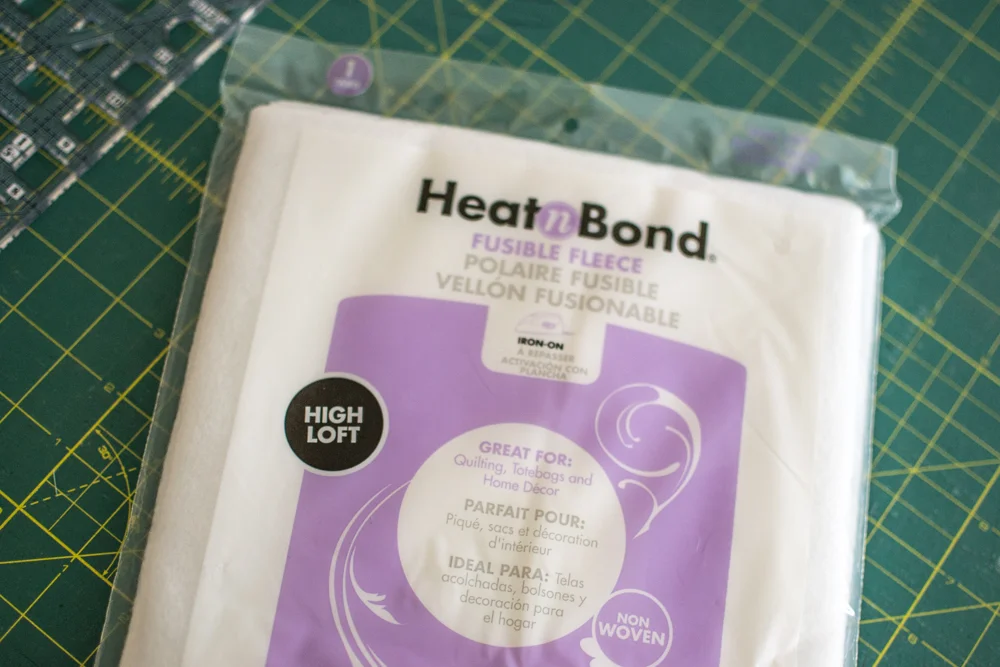 HeatnBond®
FUSIBLE FLEECE
POLAIRE FUSIBLE
VELLÓN FUSIONABLE
IRON-ON
À REPASSER
ACTIVACIÓN CON
PLANCHA
HIGH
LOFT
GREAT FOR:
Quilting, Totebags and
Home Décor
PARFAIT POUR:
Piqué, sacs et décoration
d'intérieur
IDEAL PARA: Telas
acolchadas, bolsones y
decoración para
el hogar
NON
WOVEN